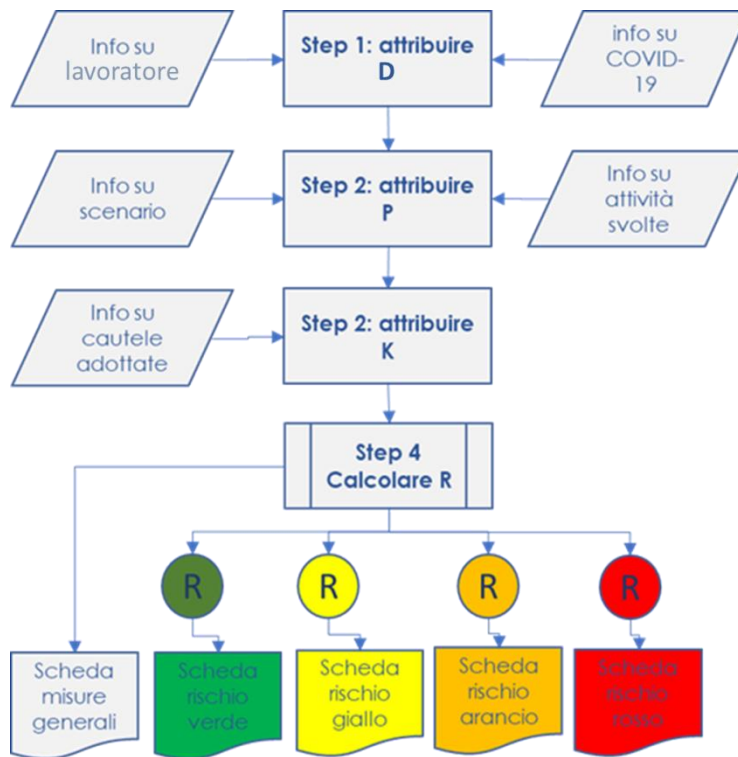 Info su
lavoratore
Step 1: attribuire
D
info su
COVID-
19
Info su
scenario
Step 2: attribuire
P
Info su
attività
svolte
Info su
cautele
adottate
Step 2: attribuire
K
Step 4
Calcolare R
R
R
R
R
Scheda
misure
generali
Scheda
rischio
verde
Scheda
rischio
giallo
Scheda
rischio
arancio
Scheda
rischio
rosso